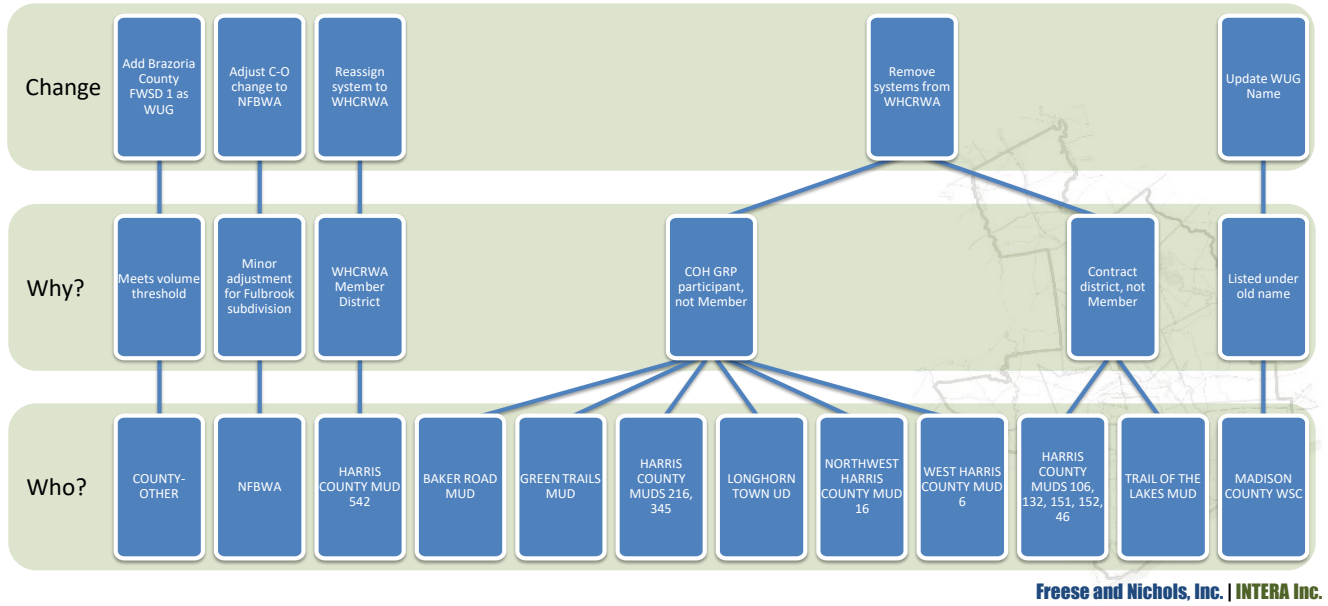 Change
Add Brazoria
County
FWSD 1 as
WUG
Adjust C-O
change to
NFBWA
Reassign
system to
WHCRWA
Remove
systems from
WHCRWA
Update WUG
Name
Why?
Meets volume
threshold
Minor
adjustment
for Fulbrook
subdivision
WHCRWA
Member
District
COH GRP
participant,
not Member
Contract
district, not
Member
Listed under
old name
Who?
COUNTY-
OTHER
NFBWA
HARRIS
COUNTY MUD
542
BAKER ROAD
MUD
GREEN TRAILS
MUD
HARRIS
COUNTY
MUDS 216,
345
LONGHORN
TOWN UD
NORTHWEST
HARRIS
COUNTY MUD
16
WEST HARRIS
COUNTY MUD
6
HARRIS
COUNTY
MUDS 106,
132, 151, 152,
46
TRAIL OF THE
LAKES MUD
MADISON
COUNTY WSC
Freese and Nichols, Inc. | INTERA Inc.